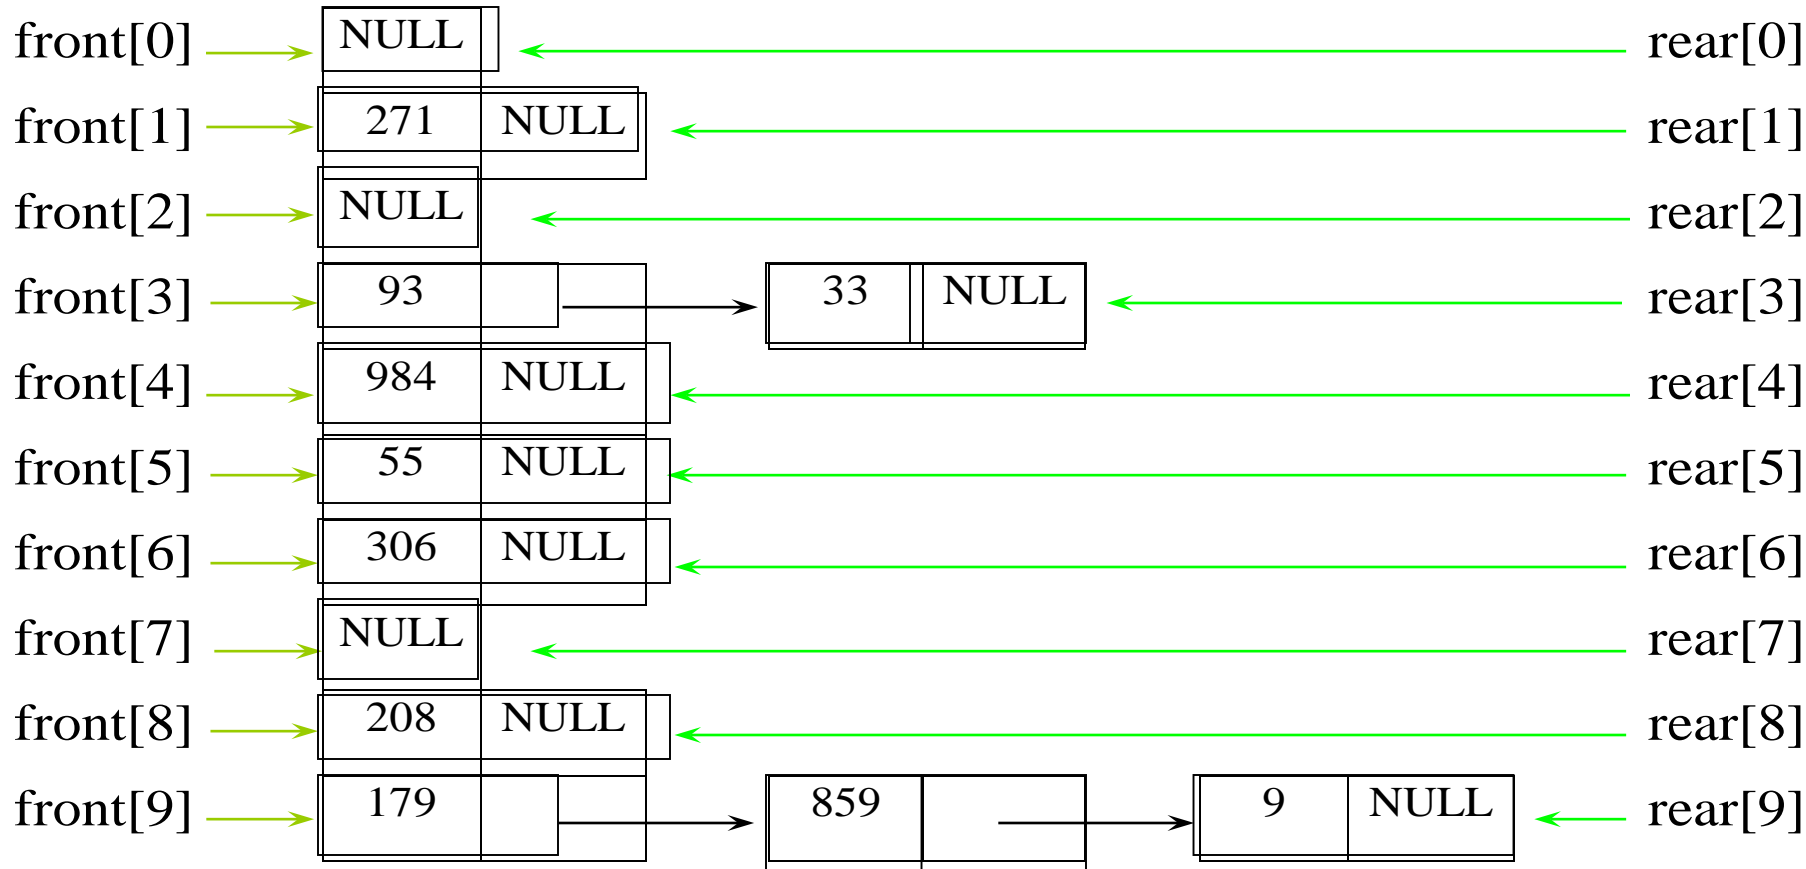 front[0] NULL rear[0]
front[1] 271 NULL rear[1]
front[2] NULL rear[2]
front[3] 93 33 NULL rear[3]
front[4] 984 NULL rear[4]
front[5] 55 NULL rear[5]
front[6] 306 NULL rear[6]
front[7] NULL rear[7]
front[8] 208 NULL rear[8]
front[9] 179 859 9 NULL rear[9]